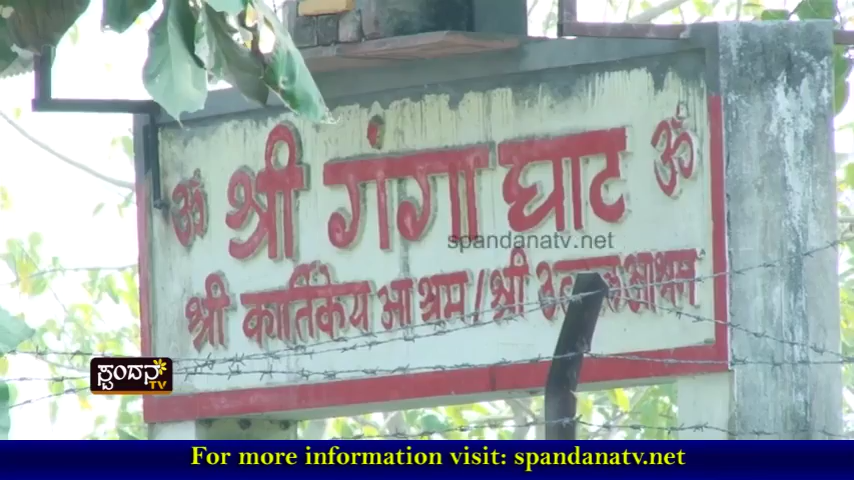 ॐ श्री गंगा घाट ॐ
spandanatv.net
श्री कार्तिकेय आश्रम / श्री आश्रम
ಸ್ಪಂದನ TV
For more information visit: spandanatv.net